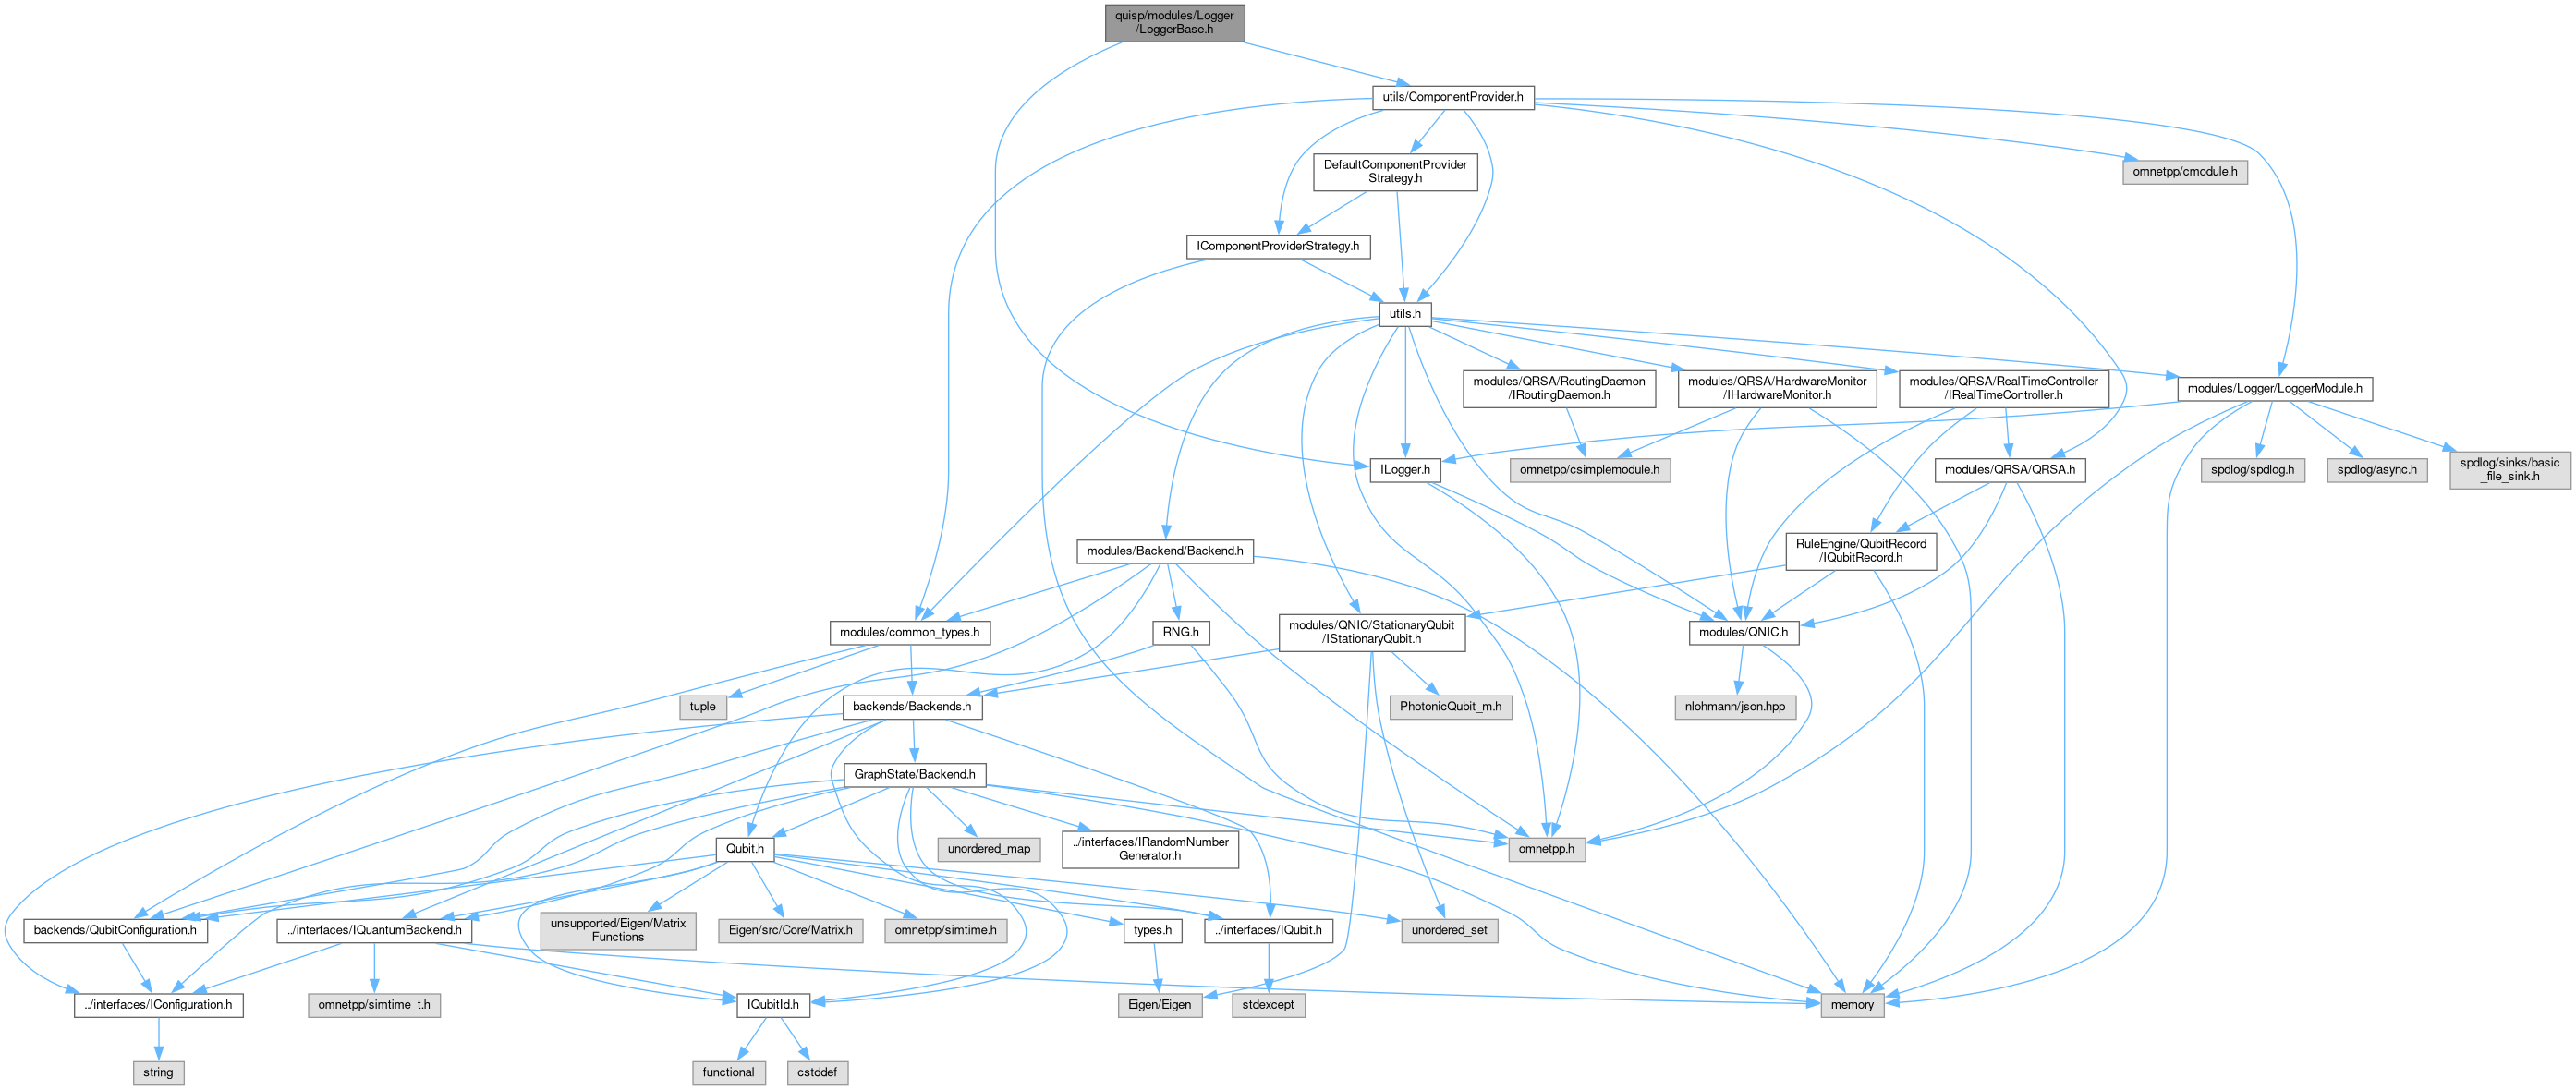 quisp/modules/Logger
/LoggerBase.h
utils/ComponentProvider.h
DefaultComponentProvider
Strategy.h
omnetpp/cmodule.h
IComponentProviderStrategy.h
utils.h
modules/QRSA/RoutingDaemon
/IRoutingDaemon.h
modules/QRSA/HardwareMonitor
/IHardwareMonitor.h
modules/QRSA/RealTimeController
/IRealTimeController.h
modules/Logger/LoggerModule.h
ILogger.h
omnetpp/csimplemodule.h
modules/QRSA/QRSA.h
spdlog/spdlog.h
spdlog/async.h
spdlog/sinks/basic
_file_sink.h
modules/Backend/Backend.h
RuleEngine/QubitRecord
/IQubitRecord.h
modules/common_types.h
RNG.h
modules/QNIC/StationaryQubit
/IStationaryQubit.h
modules/QNIC.h
tuple
backends/Backends.h
PhotonicQubit_m.h
nlohmann/json.hpp
GraphState/Backend.h
Qubit.h
unordered_map
../interfaces/IRandomNumber
Generator.h
omnetpp.h
backends/QubitConfiguration.h
../interfaces/IQuantumBackend.h
unsupported/Eigen/Matrix
Functions
Eigen/src/Core/Matrix.h
omnetpp/simtime.h
types.h
../interfaces/IQubit.h
unordered_set
../interfaces/IConfiguration.h
omnetpp/simtime_t.h
IQubitId.h
Eigen/Eigen
stdexcept
memory
string
functional
cstddef